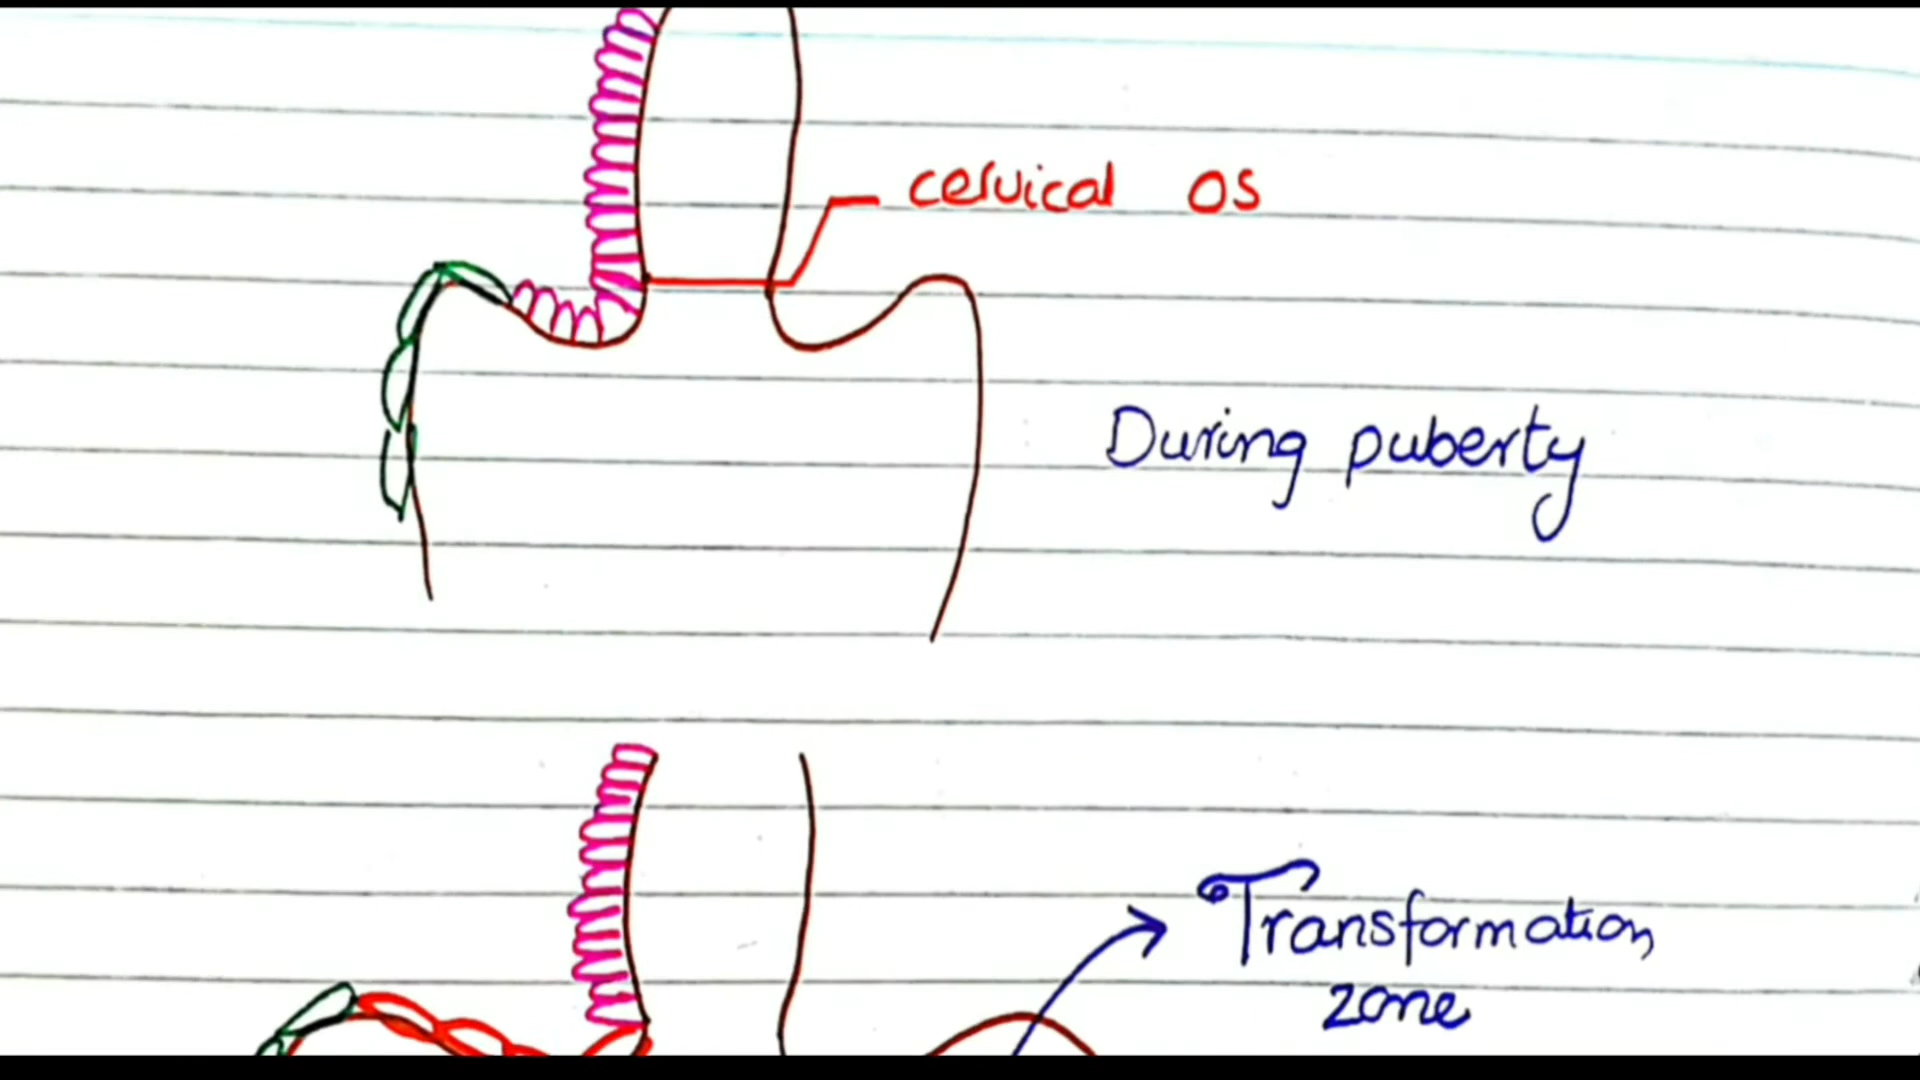 cervical os
During puberty
Transformation
zone